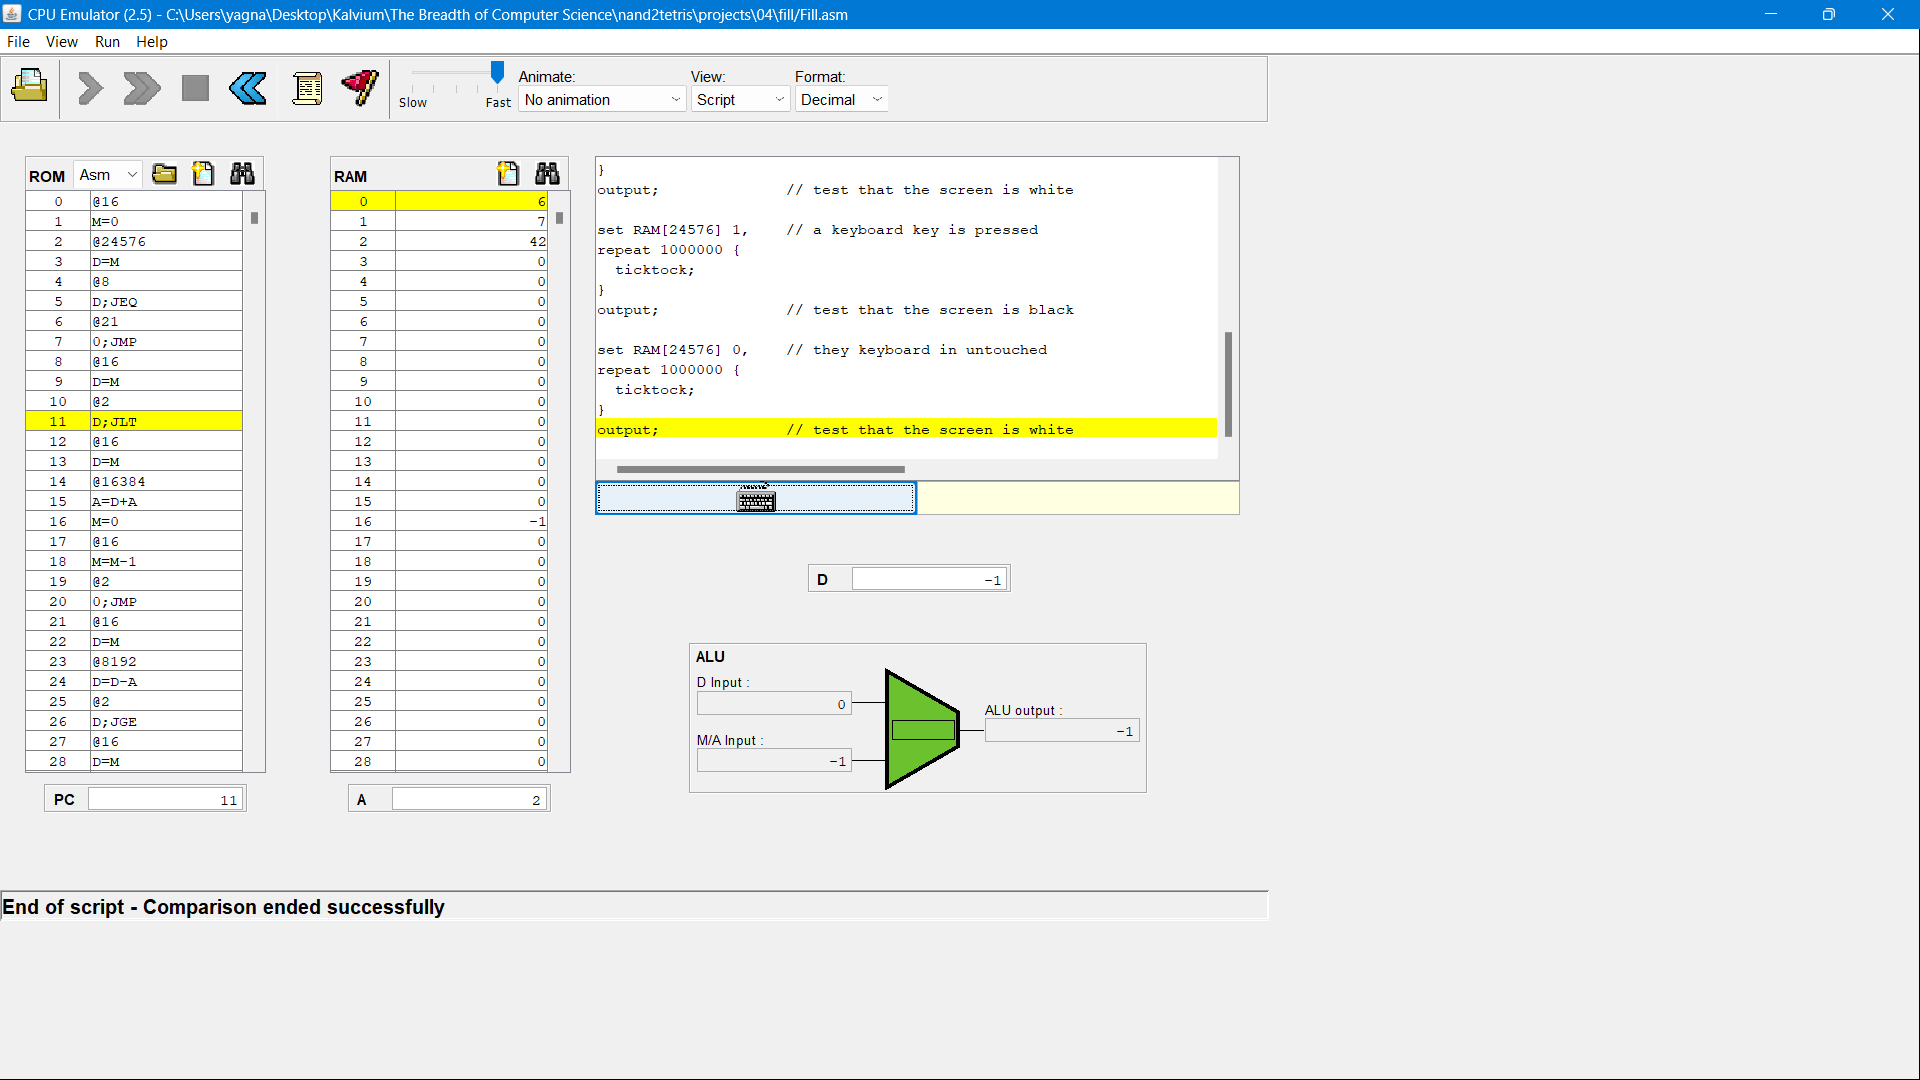 CPU Emulator (2.5) - C:\Users\yagna\Desktop\Kalvium\The Breadth of Computer Science\nand2tetris\projects\04\fill/Fill.asm
File View Run Help
Slow Fast
Animate:
No animation
View:
Script
Format:
Decimal
ROM Asm
0 @16
1 M=0
2 @24576
3 D=M
4 @8
5 D;JEQ
6 @21
7 0;JMP
8 @16
9 D=M
10 @2
11 D;JLT
12 @16
13 D=M
14 @16384
15 A=D+A
16 M=0
17 @16
18 M=M-1
19 @2
20 0;JMP
21 @16
22 D=M
23 @8192
24 D=D-A
25 @2
26 D;JGE
27 @16
28 D=M
PC 11
RAM
0 6
1 7
2 42
3 0
4 0
5 0
6 0
7 0
8 0
9 0
10 0
11 0
12 0
13 0
14 0
15 0
16 -1
17 0
18 0
19 0
20 0
21 0
22 0
23 0
24 0
25 0
26 0
27 0
28 0
A 2
}
output; // test that the screen is white
set RAM[24576] 1, // a keyboard key is pressed
repeat 1000000 {
ticktock;
}
output; // test that the screen is black
set RAM[24576] 0, // they keyboard in untouched
repeat 1000000 {
ticktock;
}
output; // test that the screen is white
D -1
ALU
D Input :
0
M/A Input :
-1
ALU output :
-1
End of script - Comparison ended successfully